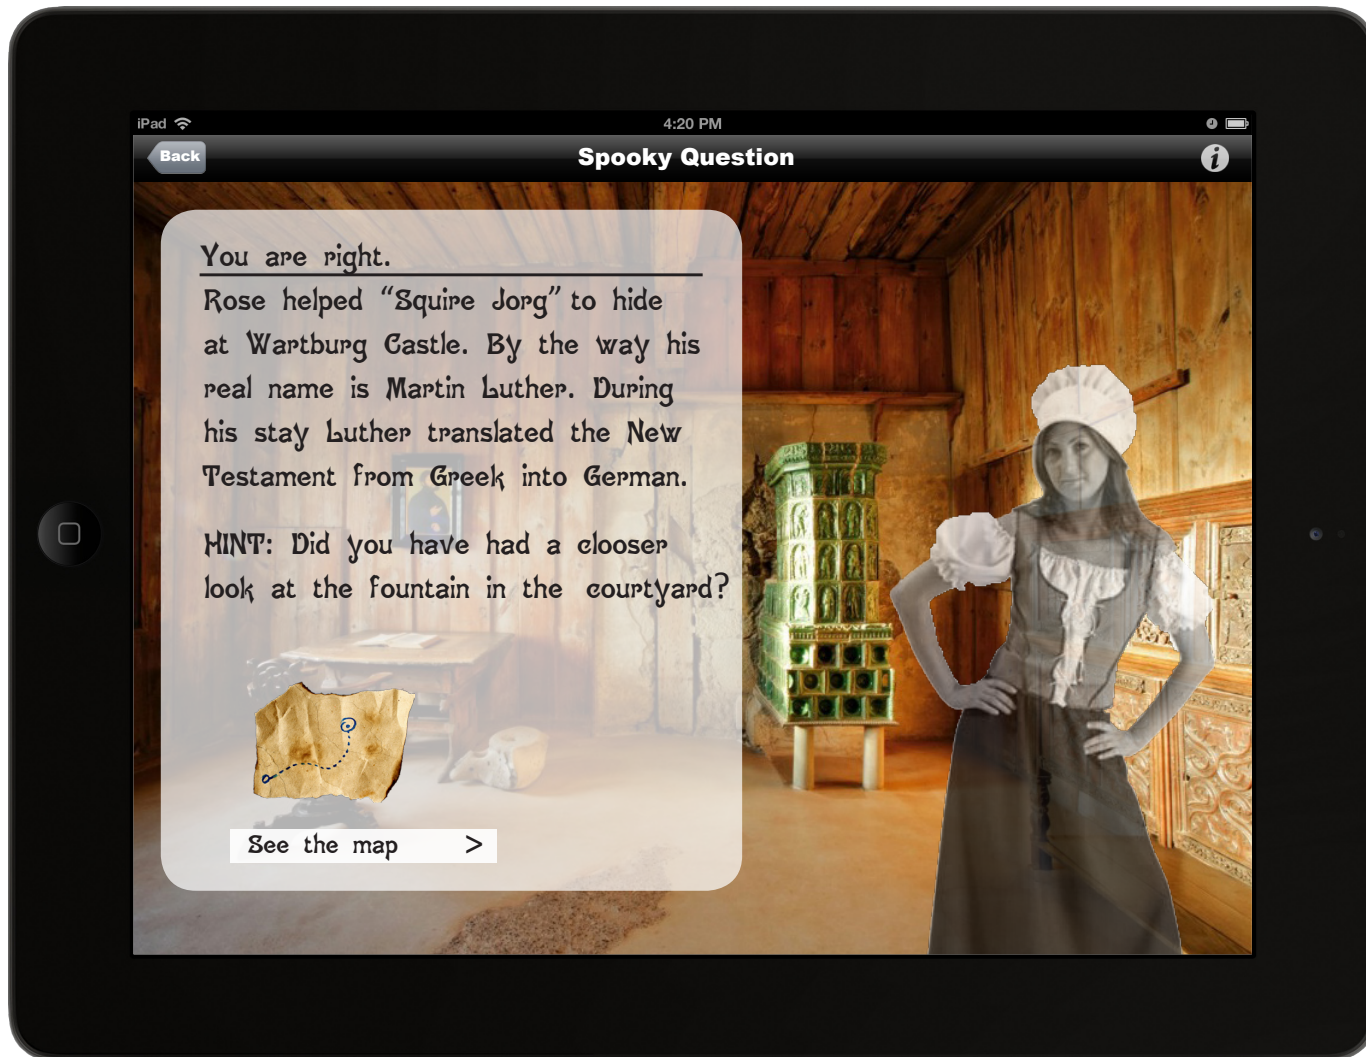 iPad
4:20 PM
Back
Spooky Question
i
You are right.
Rose helped “Squire Jorg” to hide
at Wartburg Castle. By the way his
real name is Martin Luther. During
his stay Luther translated the New
Testament from Greek into German.
HINT: Did you have had a clooser
look at the fountain in the courtyard?
See the map >